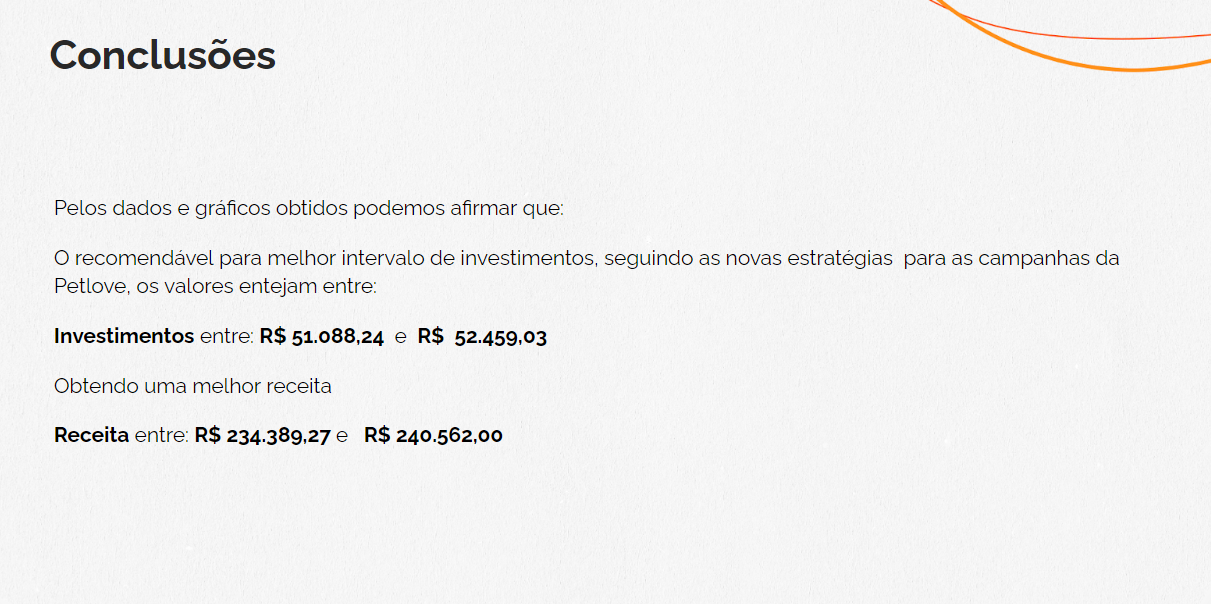 Conclusões
Pelos dados e gráficos obtidos podemos afirmar que:
O recomendável para melhor intervalo de investimentos, seguindo as novas estratégias  para as campanhas da
Petlove, os valores entejam entre:
Investimentos entre: R$ 51.088,24  e  R$  52.459,03
Obtendo uma melhor receita
Receita entre: R$ 234.389,27 e   R$ 240.562,00